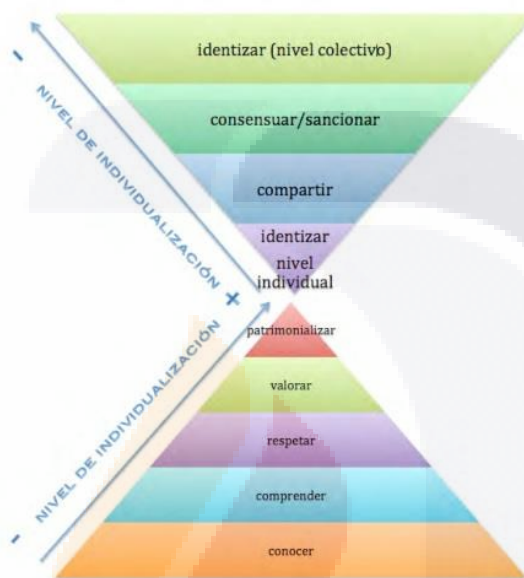 identizar (nivel colectivo)
consensuar/sancionar
compartir
identizar
nivel
individual
-
NIVEL DE INDIVIDUALIZACIÓN
+
patrimonializar
valorar
respetar
comprender
conocer
NIVEL DE INDIVIDUALIZACIÓN
-